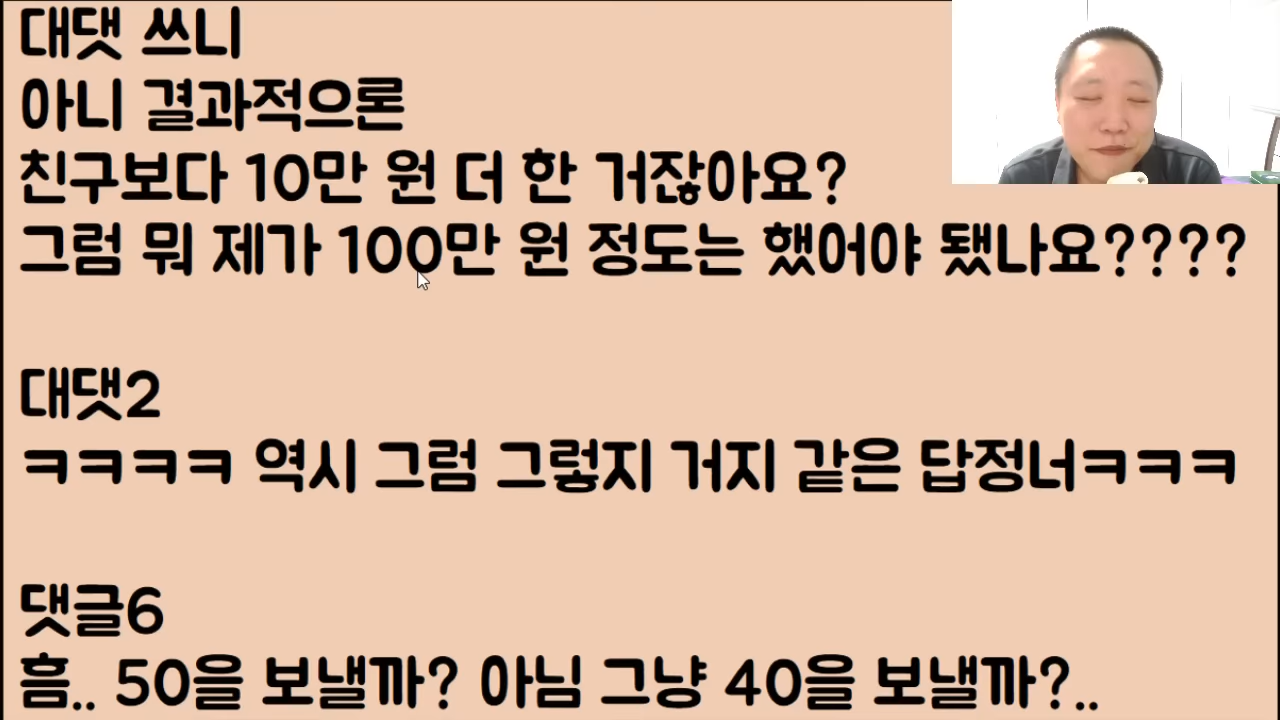 대댓 쓰니
아니 결과적으론
친구보다 10만 원 더 한 거잖아요?
그럼 뭐 제가 100만 원 정도는 했어야 됐나요????
대댓2
ㅋㅋㅋㅋ 역시 그럼 그렇지 거지 같은 답정너ㅋㅋㅋ
댓글6
흠.. 50을 보낼까? 아님 그냥 40을 보낼까?..